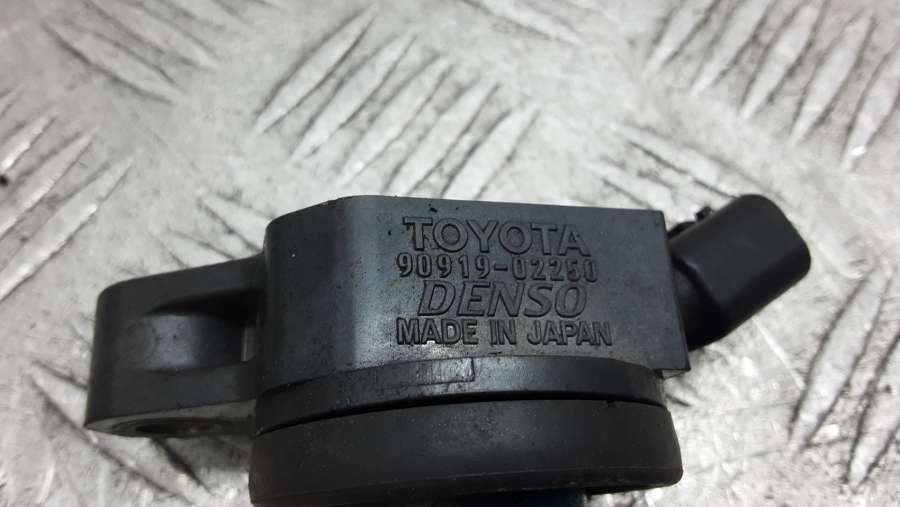 TOYOTA
90919-02250
DENSO
MADE IN JAPAN